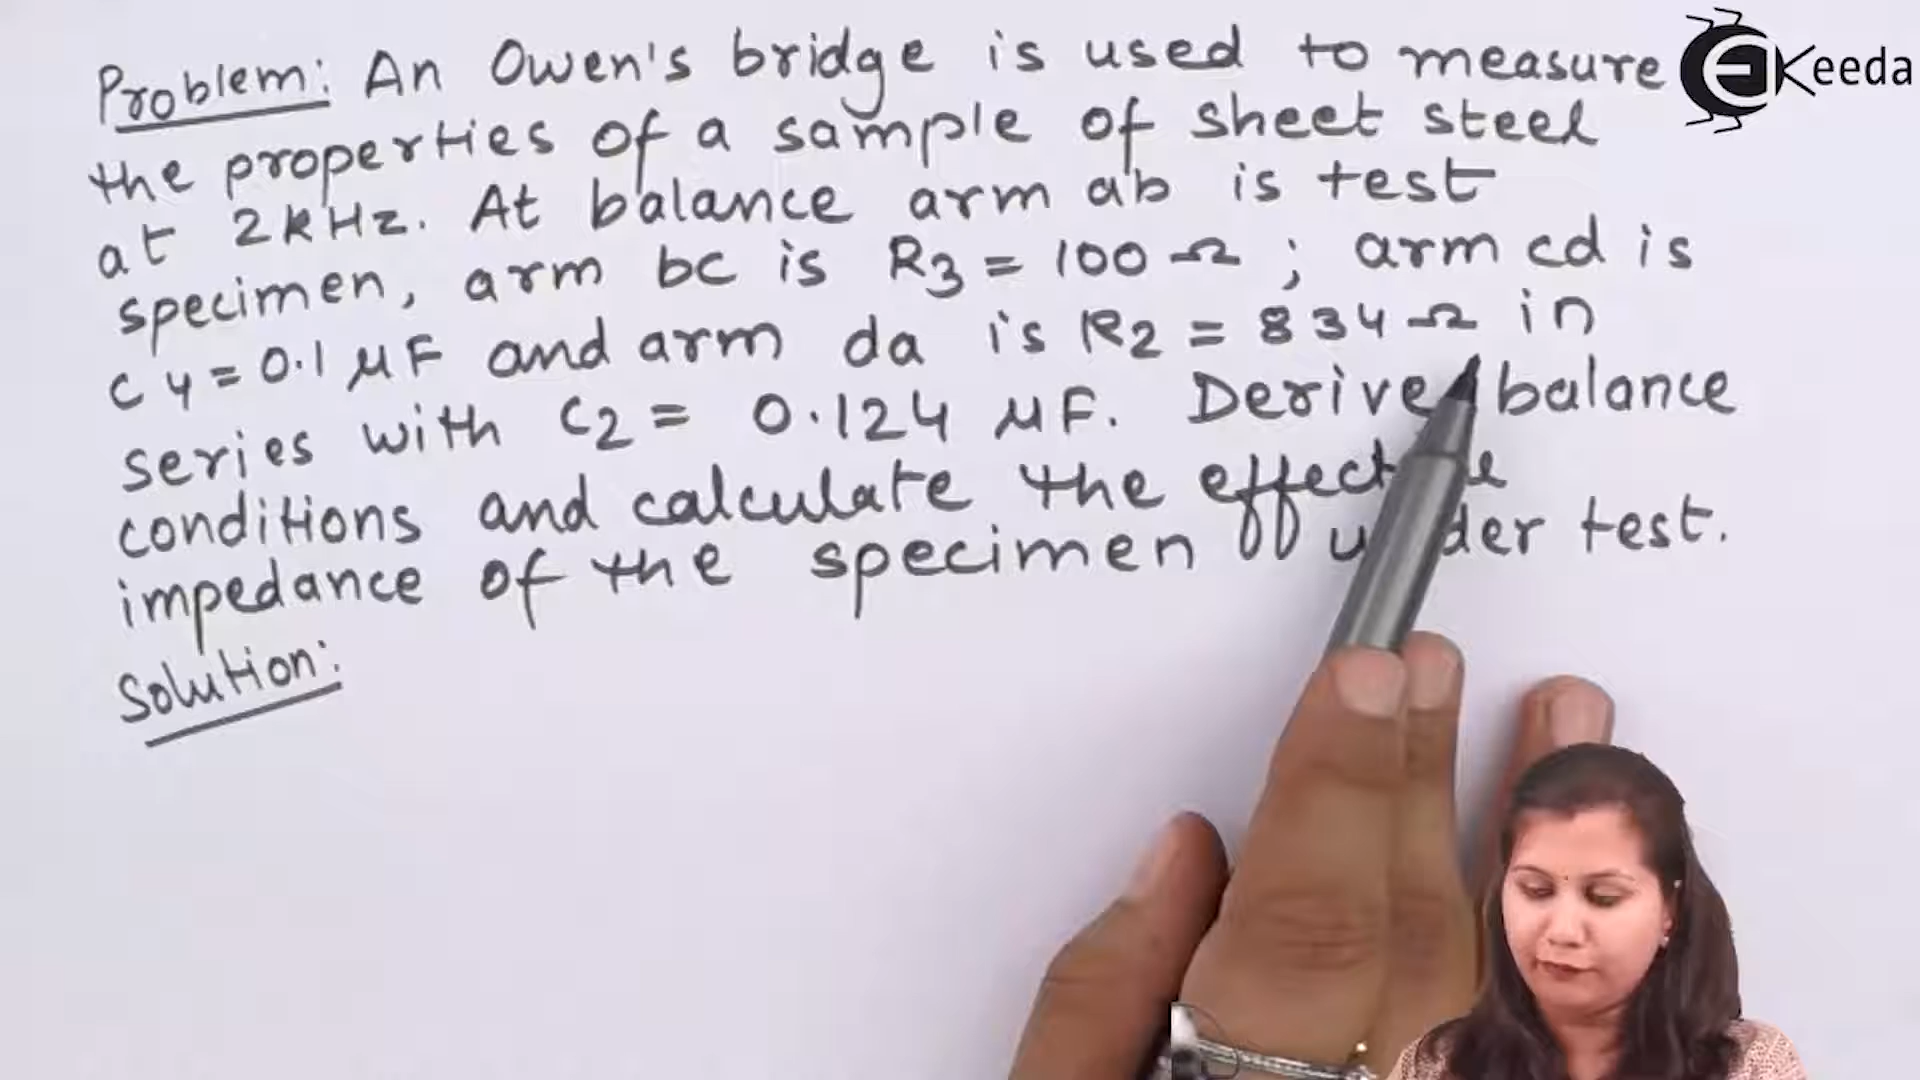 Problem: An Owen's bridge is used to measure
Keeda
the properties of a sample of sheet steel
at 2kHz. At balance arm ab is test
specimen, arm bc is R3 = 100 Ω ; arm cd is
C4 = 0.1 μF and arm da is R2 = 834 Ω in
series with C2 = 0.124 μF. Derive balance
conditions and calculate the
impedance of the specimen test.
Solution: